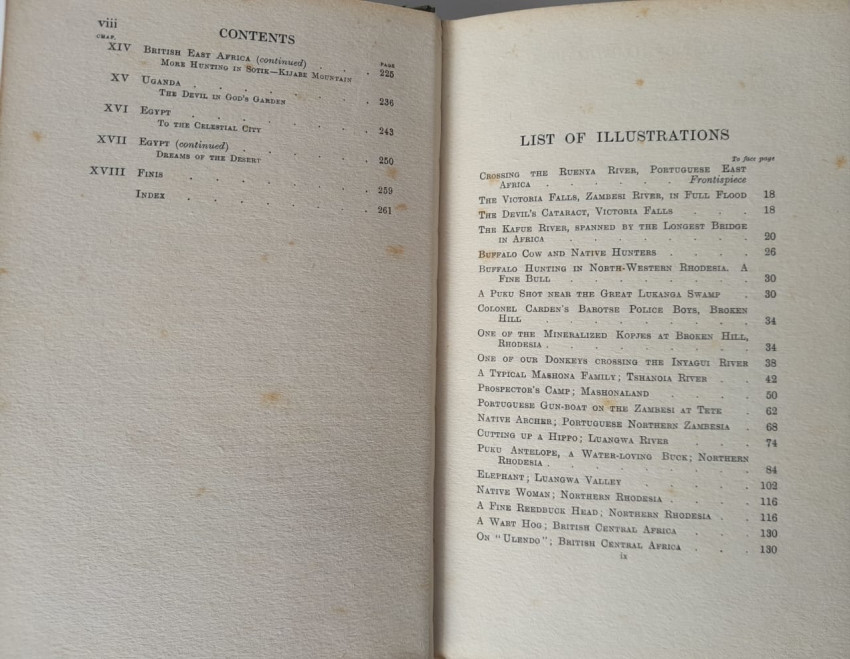 viii
CONTENTS
CHAP.
PAGE
XIV British East Africa (continued) . . .
More Hunting in Sotik—Kijabe Mountain . 225
XV Uganda . . . . . .
The Devil in God's Garden . . . . 236
XVI Egypt . . . . . .
To the Celestial City . . . . 243
XVII Egypt (continued) . . . . .
Dreams of the Desert . . . . 250
XVIII Finis . . . . . . 259
Index . . . . . . 261
LIST OF ILLUSTRATIONS
To face page
Crossing the Ruenya River, Portuguese East
Africa . . . . . Frontispiece
The Victoria Falls, Zambesi River, in Full Flood 18
The Devil's Cataract, Victoria Falls . . . 18
The Kafue River, spanned by the Longest Bridge
in Africa . . . . . . . 20
Buffalo Cow and Native Hunters . . . . 26
Buffalo Hunting in North-Western Rhodesia. A
Fine Bull . . . . . . . 30
A Puku Shot near the Great Lukanga Swamp . 30
Colonel Carden's Barotse Police Boys, Broken
Hill . . . . . . . 34
One of the Mineralized Kopjes at Broken Hill,
Rhodesia . . . . . . . 34
One of our Donkeys crossing the Inyagui River 38
A Typical Mashona Family; Tshanoia River . . 42
Prospector's Camp; Mashonaland . . . . 50
Portuguese Gun-boat on the Zambesi at Tete . 62
Native Archer; Portuguese Northern Zambesia . 68
Cutting up a Hippo; Luangwa River . . . 74
Puku Antelope, a Water-loving Buck; Northern
Rhodesia . . . . . . . 84
Elephant; Luangwa Valley . . . . 102
Native Woman; Northern Rhodesia . . . . 116
A Fine Reedbuck Head; Northern Rhodesia . . 116
A Wart Hog; British Central Africa . . . 130
On "Ulendo"; British Central Africa . . . 130
ix